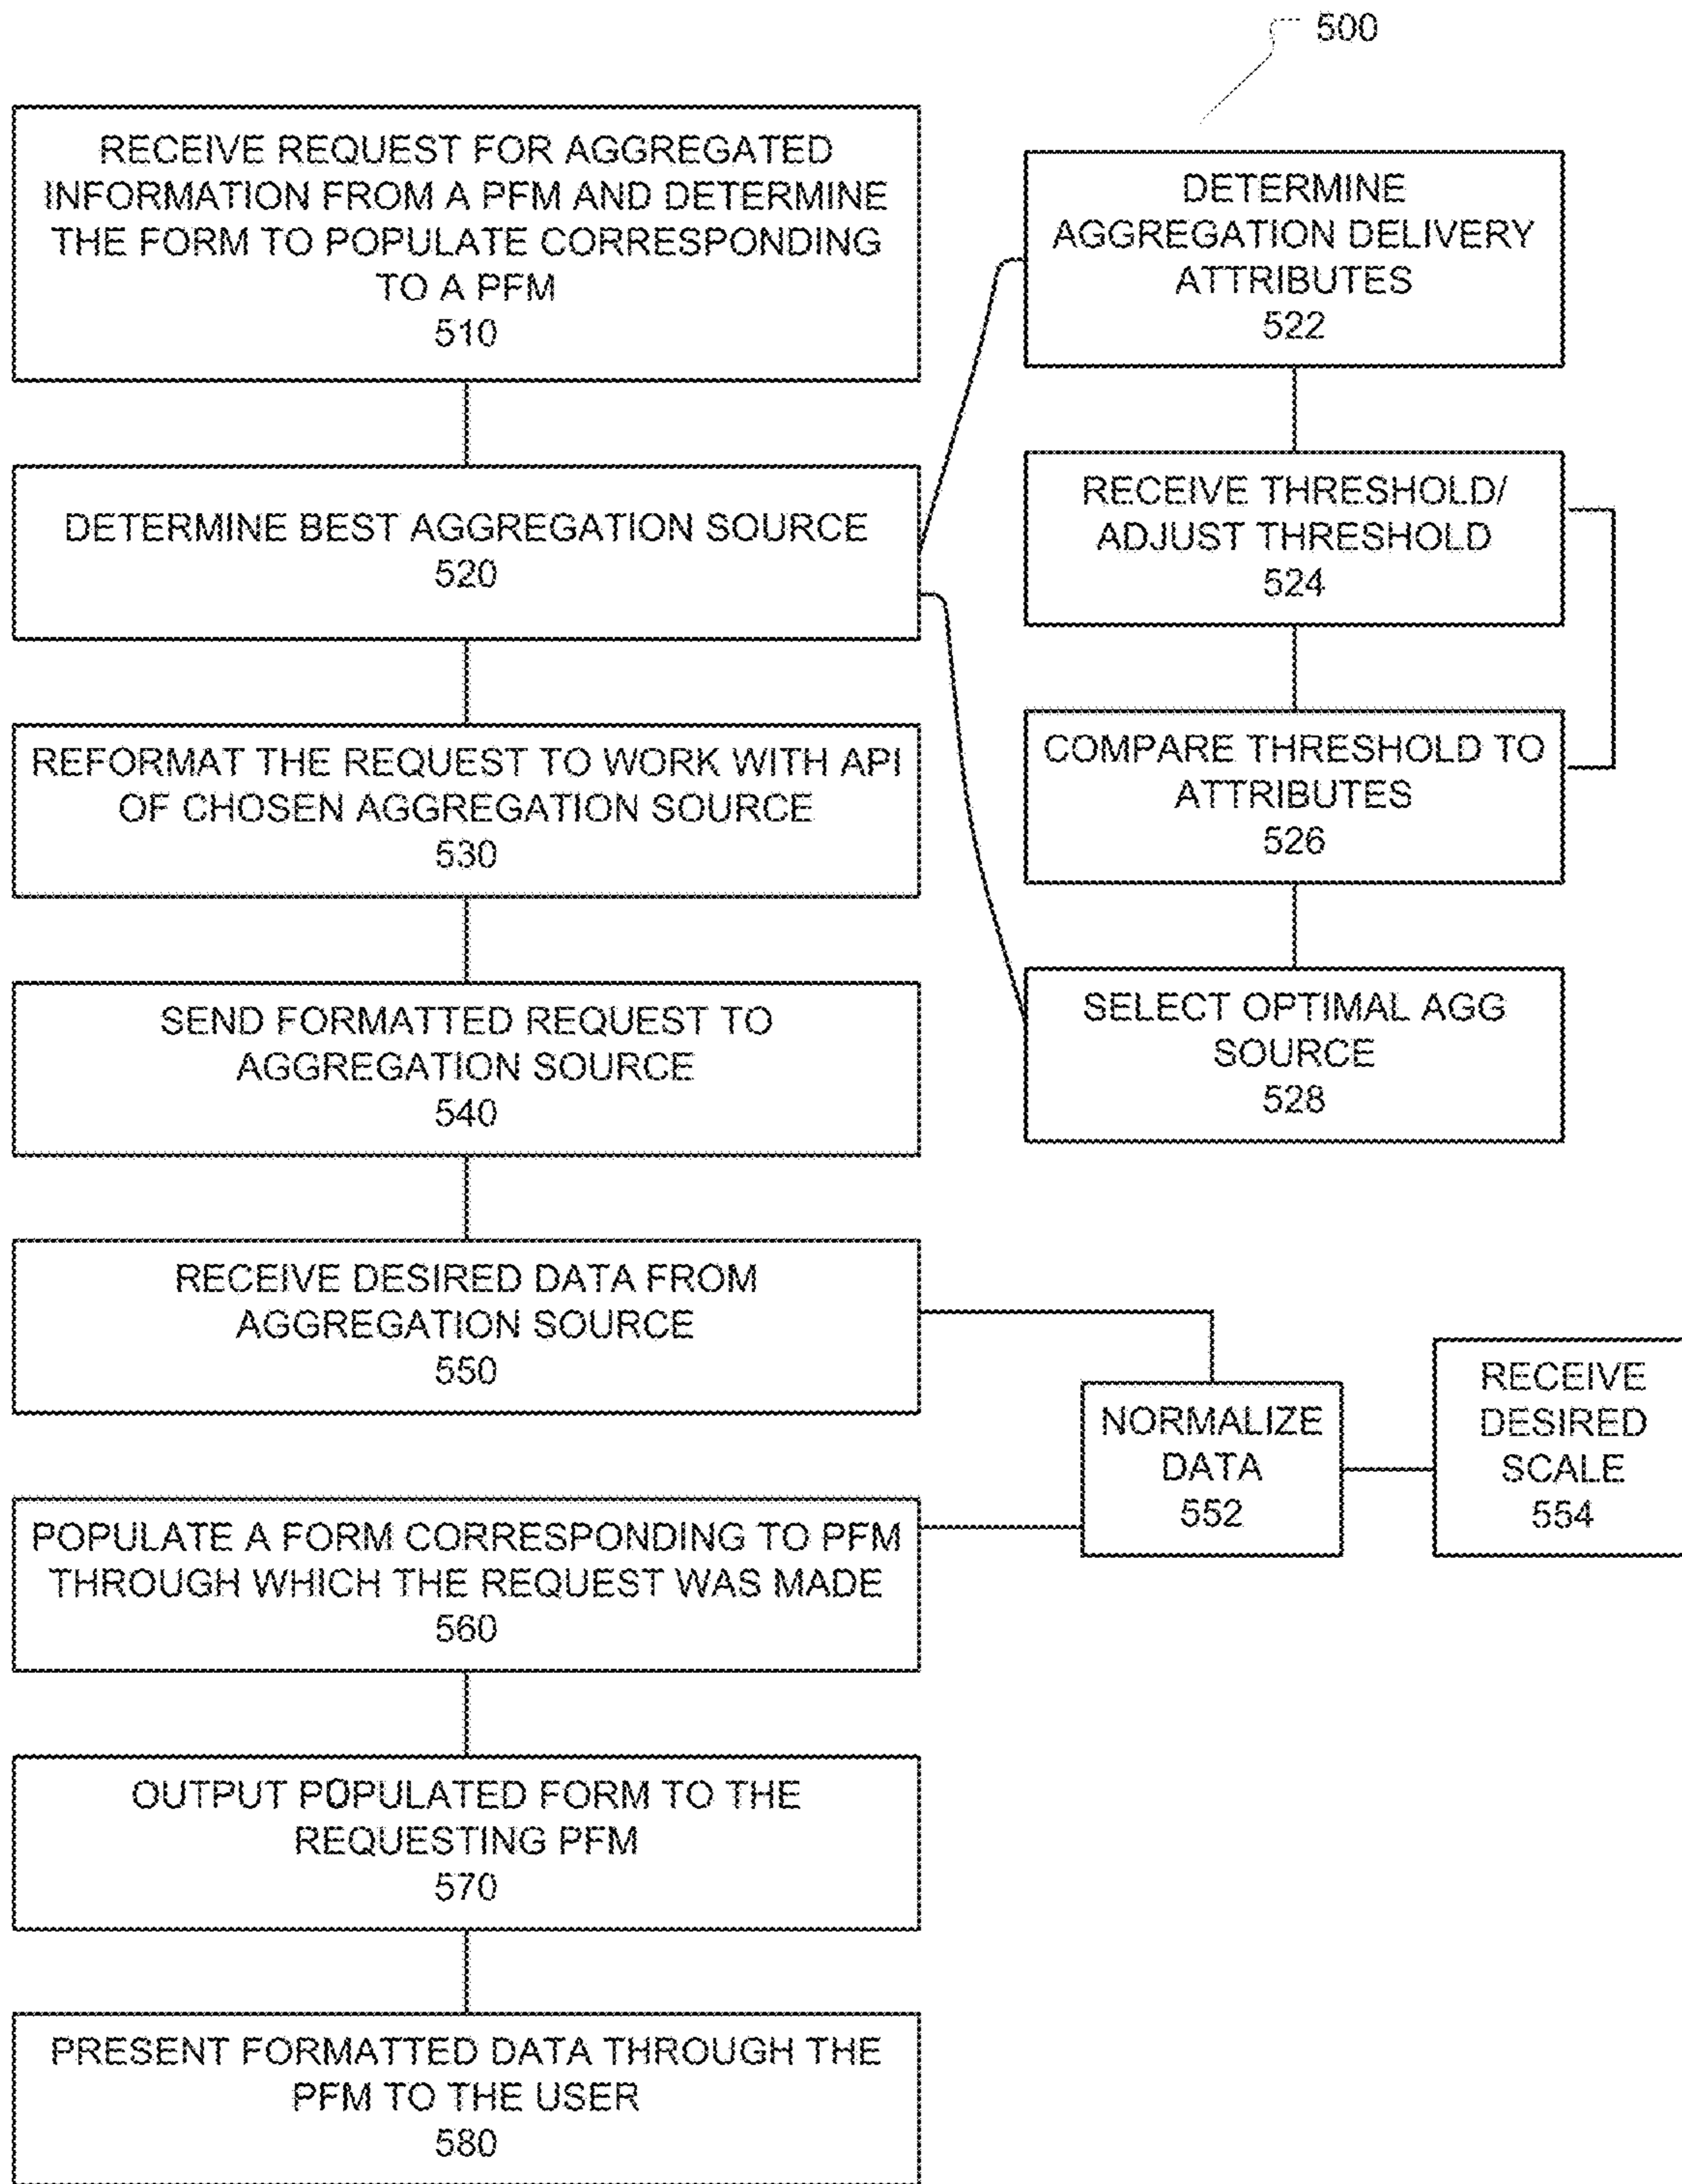 500
RECEIVE REQUEST FOR AGGREGATED
INFORMATION FROM A PFM AND DETERMINE
THE FORM TO POPULATE CORRESPONDING
TO A PFM
510
DETERMINE BEST AGGREGATION SOURCE
520
DETERMINE
AGGREGATION DELIVERY
ATTRIBUTES
522
RECEIVE THRESHOLD/
ADJUST THRESHOLD
524
COMPARE THRESHOLD TO
ATTRIBUTES
526
SELECT OPTIMAL AGG
SOURCE
528
REFORMAT THE REQUEST TO WORK WITH API
OF CHOSEN AGGREGATION SOURCE
530
SEND FORMATTED REQUEST TO
AGGREGATION SOURCE
540
RECEIVE DESIRED DATA FROM
AGGREGATION SOURCE
550
NORMALIZE
DATA
552
RECEIVE
DESIRED
SCALE
554
POPULATE A FORM CORRESPONDING TO PFM
THROUGH WHICH THE REQUEST WAS MADE
560
OUTPUT POPULATED FORM TO THE
REQUESTING PFM
570
PRESENT FORMATTED DATA THROUGH THE
PFM TO THE USER
580